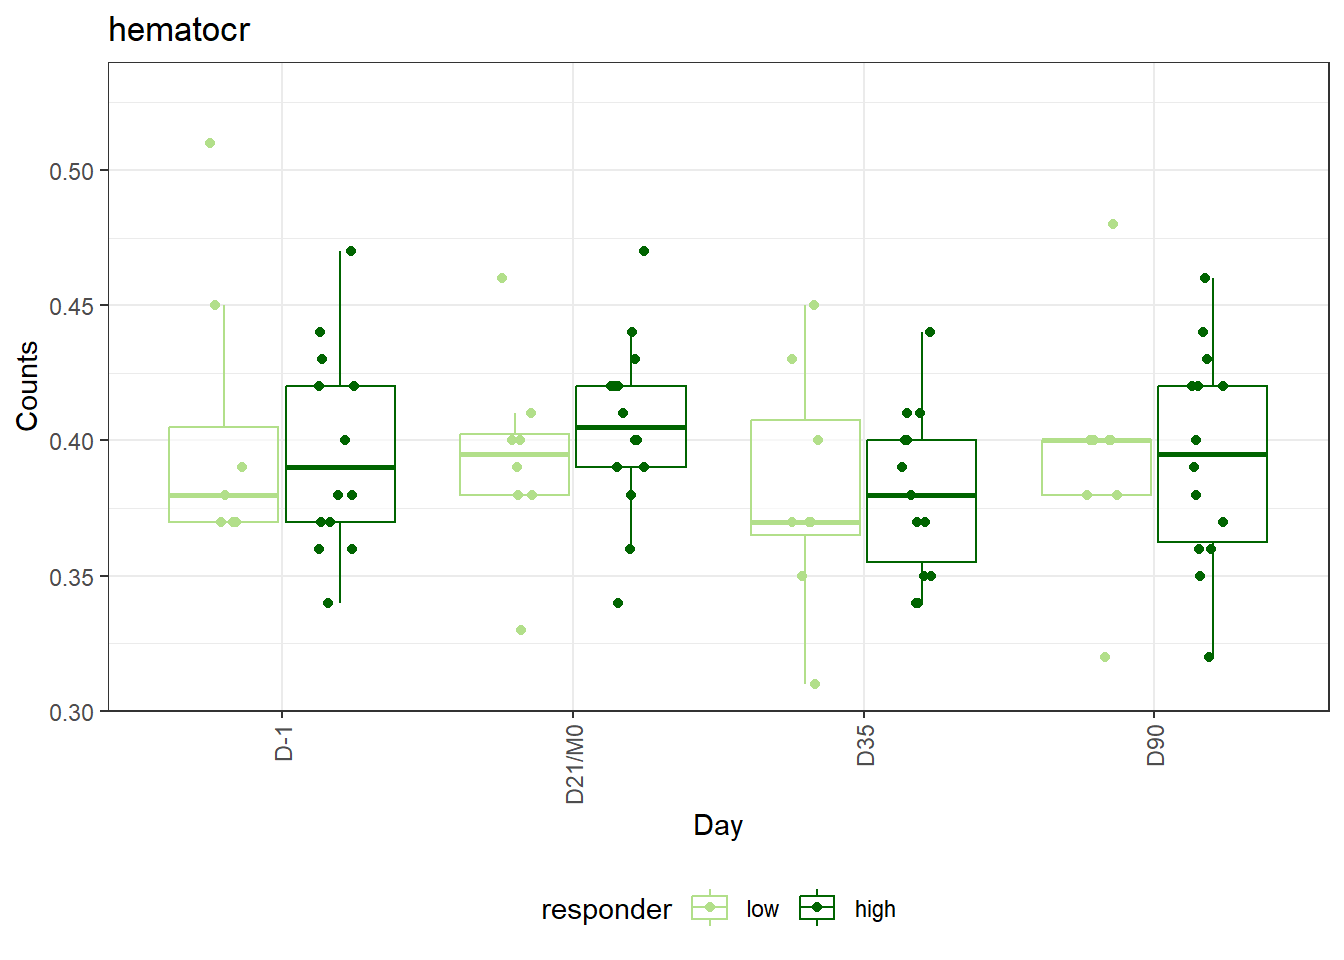 hematocr
Counts
0.50
0.45
0.40
0.35
0.30
D-1
D21/M0
D35
D90
Day
responder low high